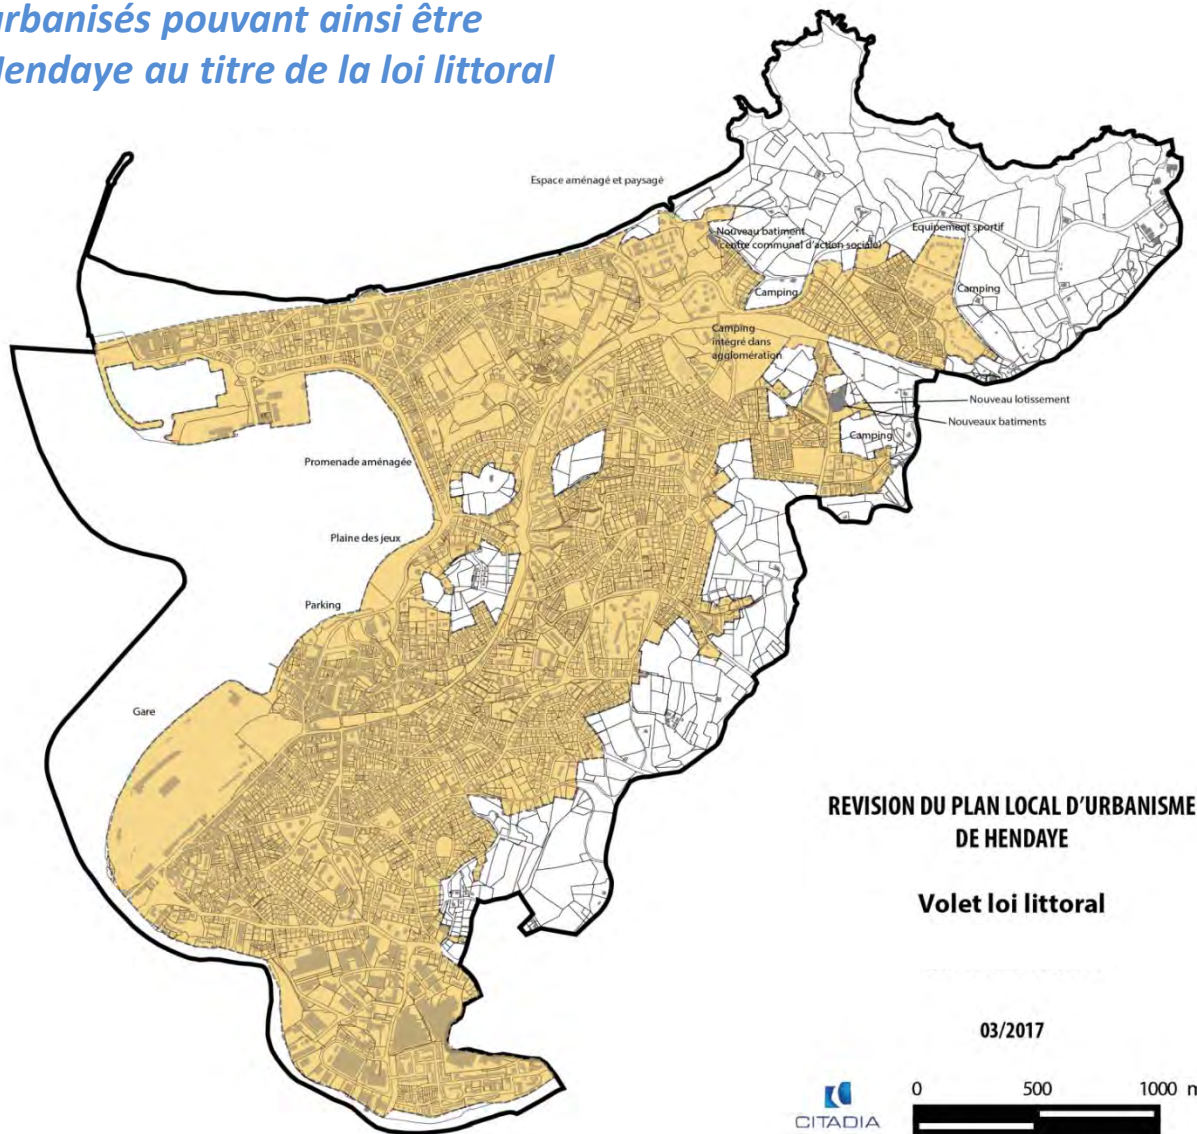 urbanisés pouvant ainsi être
Hendaye au titre de la loi littoral
Espace aménagé et paysagé
Nouveau batiment
(centre communal d'action sociale)
Equipement sportif
Camping
Camping
Camping
intégré dans
agglomération
Nouveau lotissement
Nouveaux batiments
Camping
Promenade aménagée
Plaine des jeux
Parking
Gare
REVISION DU PLAN LOCAL D'URBANISME
DE HENDAYE
Volet loi littoral
03/2017
CITADIA
0 500 1000 m